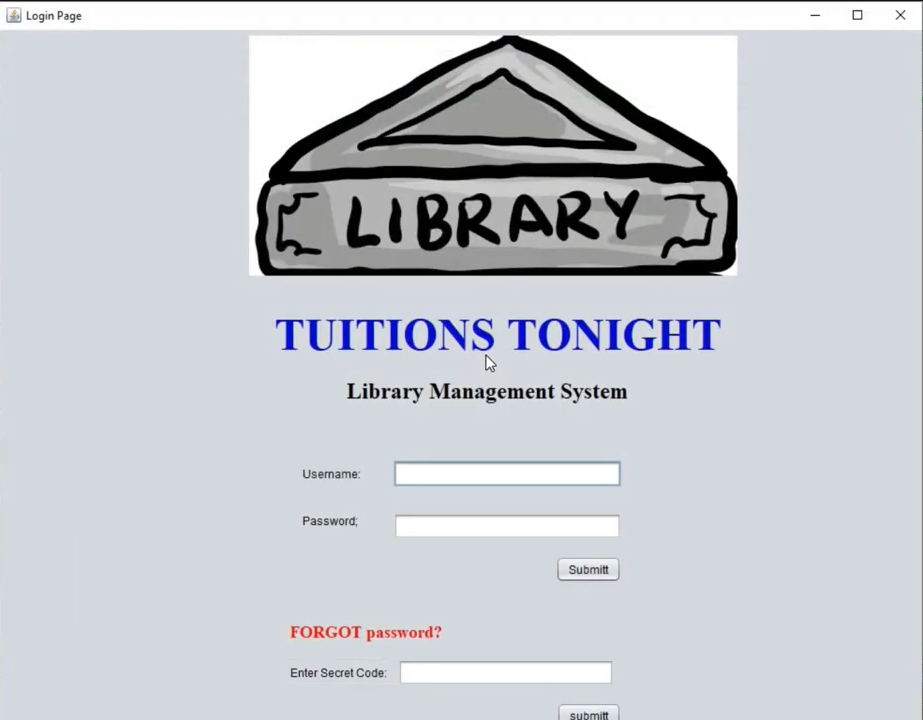 Login Page
LIBRARY
TUITIONS TONIGHT
Library Management System
Username:
Password;
Submitt
FORGOT password?
Enter Secret Code:
submitt